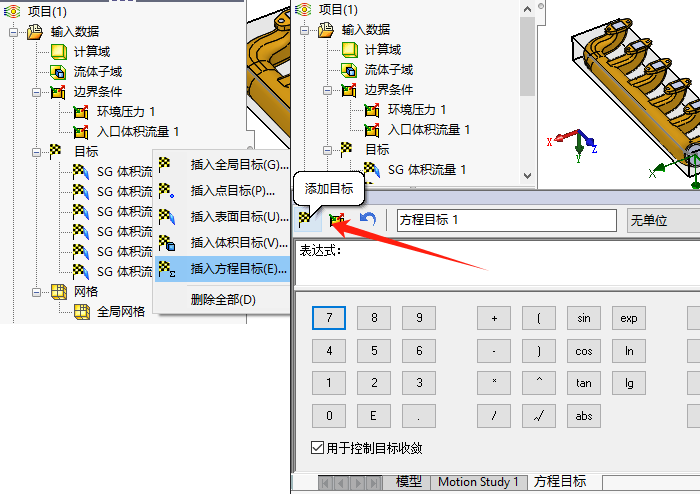 项目(1)
输入数据
计算域
流体子域
边界条件
环境压力 1
入口体积流量 1
目标
SG 体积流
SG 体积流
SG 体积流
SG 体积流
SG 体积流
SG 体积流
网格
全局网格
插入全局目标(G)...
插入点目标(P)...
插入表面目标(U)...
插入体积目标(V)...
插入方程目标(E)...
删除全部(D)
项目(1)
输入数据
计算域
流体子域
边界条件
环境压力 1
入口体积流量 1
目标
SG 体积流量 1
X
Y
Z
X
添加目标
方程目标 1
无单位
表达式:
7 8 9 + ( sin exp
4 5 6 - ) cos ln
1 2 3 * ^ tan lg
0 E . / √ abs
用于控制目标收敛
模型 Motion Study 1 方程目标